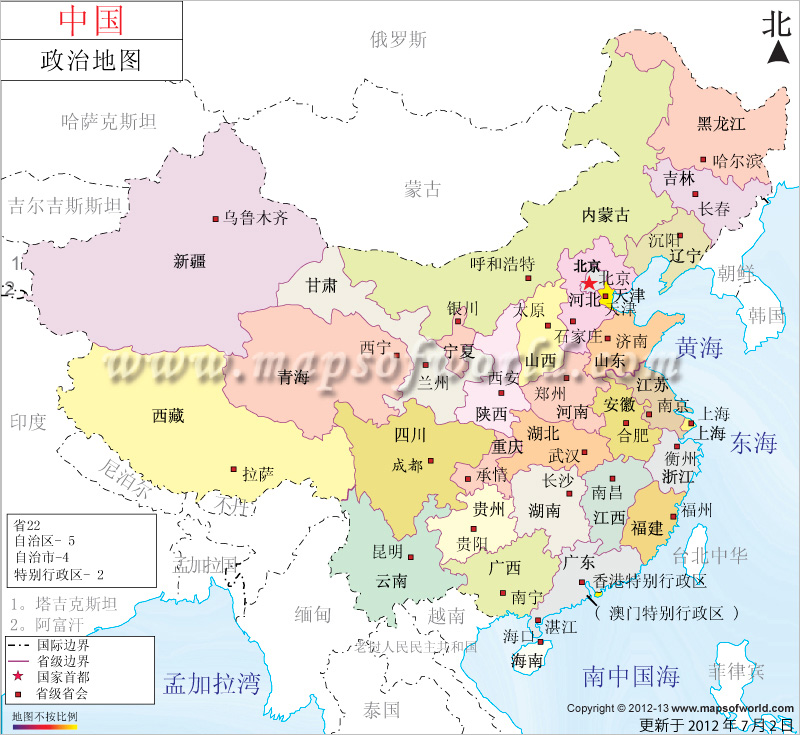 中国
政治地图
北
俄罗斯
哈萨克斯坦
蒙古
吉尔吉斯斯坦
黑龙江
哈尔滨
吉林
长春
内蒙古
沉阳
辽宁
乌鲁木齐
新疆
1
2
甘肃
呼和浩特
北京
北京
河北
天津
天津
朝鲜
韩国
银川
太原
石家庄
济南
黄海
西宁
宁夏
山西
山东
www.mapsofworld.com
青海
兰州
西安
郑州
江苏
西藏
陕西
河南
安徽
南京
上海
上海
印度
四川
重庆
湖北
合肥
东海
成都
武汉
衡州
浙江
拉萨
承情
长沙
南昌
尼泊尔
不丹
贵州
湖南
江西
福建
福州
省22
自治区- 5
自治市-4
特别行政区- 2
贵阳
昆明
云南
孟加拉国
广西
广东
台北中华
香港特别行政区
南宁
( 澳门特别行政区 )
1。塔吉克斯坦
2。阿富汗
缅甸
越南
湛江
海口
老挝人民民主共和国
海南
国际边界
省级边界
国家首都
省级省会
孟加拉湾
南中国海
菲律宾
泰国
地图不按比例
Copyright © 2012-13 www.mapsofworld.com
更新于 2012 年 7 月 2 日